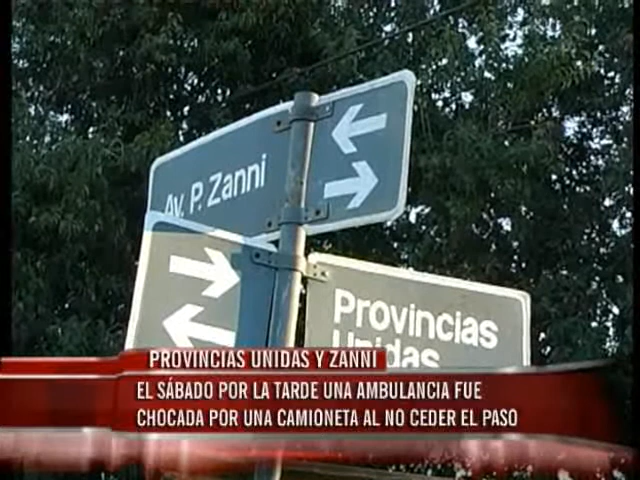 Av. P. Zanni
Provincias
Unidas
PROVINCIAS UNIDAS Y ZANNI
EL SÁBADO POR LA TARDE UNA AMBULANCIA FUE
CHOCADA POR UNA CAMIONETA AL NO CEDER EL PASO